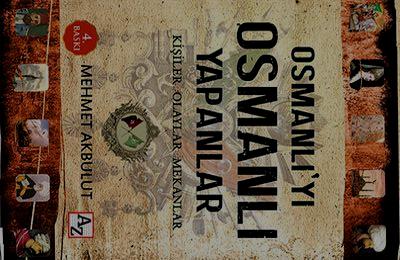 OSMANLI'YI
OSMANLI
YAPANLAR
KİŞİLER OLAYLAR MEKANLAR
4.
BASKI
MEHMET AKBULUT
AZ